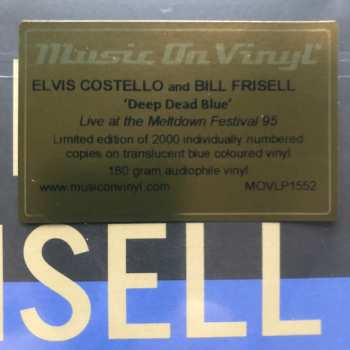 Music On Vinyl
ELVIS COSTELLO and BILL FRISELL
'Deep Dead Blue'
Live at the Meltdown Festival 95
Limited edition of 2000 individually numbered
copies on translucent blue coloured vinyl
180 gram audiophile vinyl
www.musiconvinyl.com MOVLP1552
ISELL